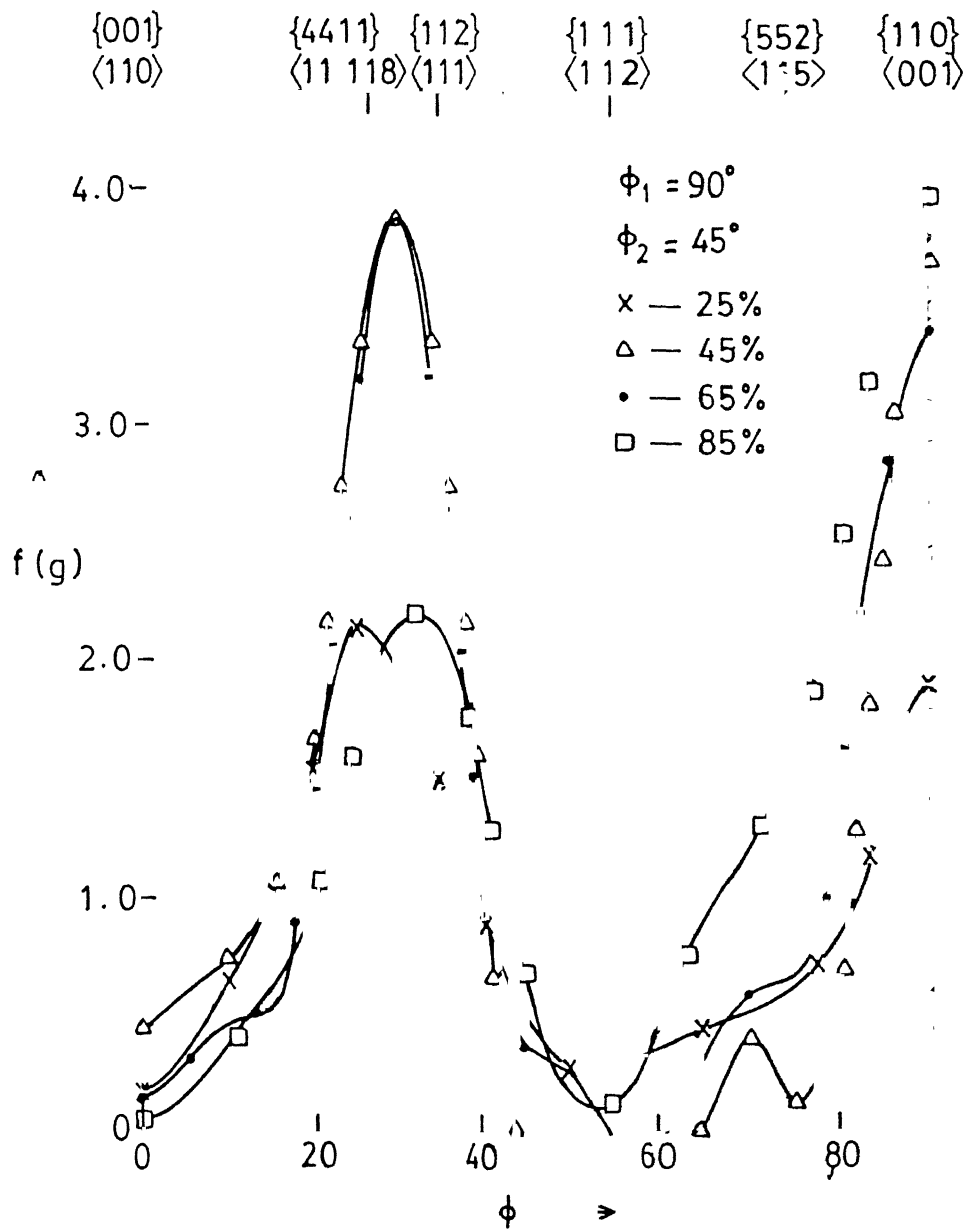 {001} {4411} {112} {111} {552} {110}
⟨110⟩ ⟨11 118⟩ ⟨111⟩ ⟨112⟩ ⟨001⟩
4.0
ϕ1 = 90°
ϕ2 = 45°
x — 25%
△ — 45%
• — 65%
□ — 85%
3.0
f(g)
2.0
1.0
0
0 20 40 60 80
ϕ →